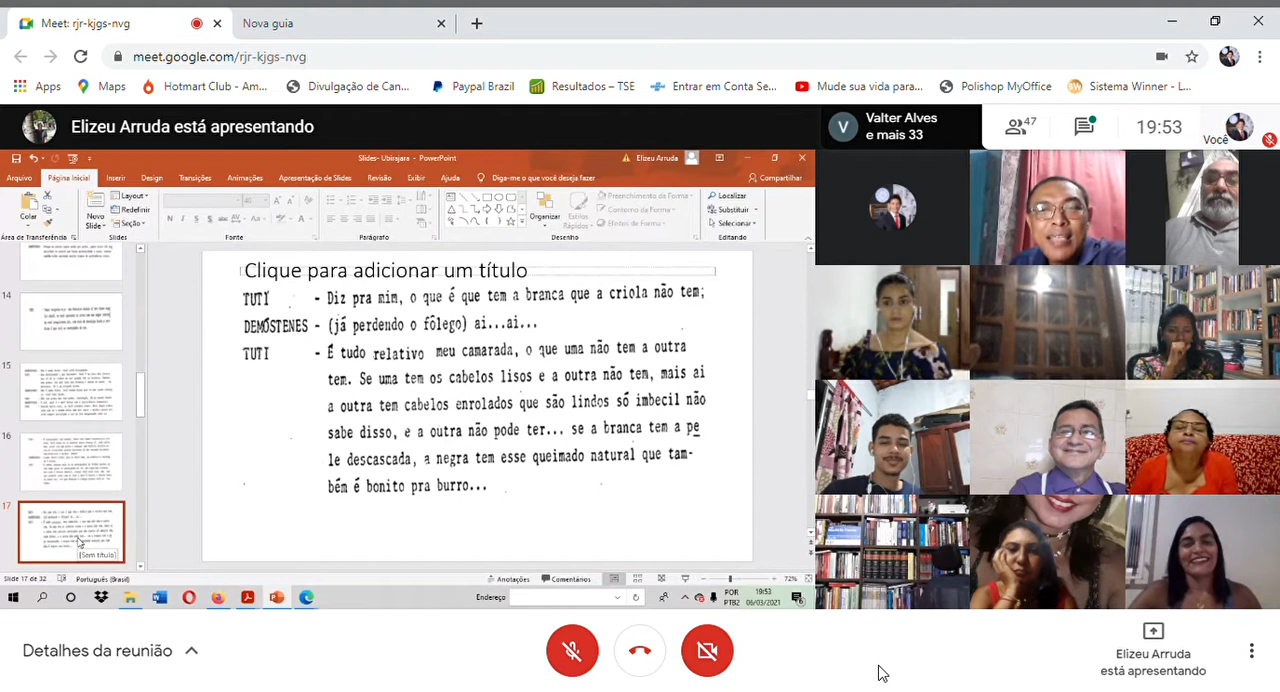 Meet: rjr-kjgs-nvg
Nova guia
meet.google.com/rjr-kjgs-nvg
Apps Maps Hotmart Club - Am... Divulgação de Can... Paypal Brazil Resultados – TSE Entrar em Conta Se... Mude sua vida para... Polishop MyOffice Sistema Winner - L...
Elizeu Arruda está apresentando
V
Valter Alves
e mais 33
47
19:53
Você
Slides- Ubirajara - PowerPoint
Elizeu Arruda
Arquivo Página Inicial Inserir Design Transições Animações Apresentação de Slides Revisão Exibir Ajuda Diga-me o que você deseja fazer Compartilhar
Colar
Novo
Slide
Layout
Redefinir
Seção
Organizar
Estilos
Rápidos
Preenchimento da Forma
Contorno da Forma
Efeitos de Forma
Localizar
Substituir
Selecionar
Área de Transferência Slides Fonte Parágrafo Desenho Editando
14
15
16
17
[Sem título]
Clique para adicionar um título
TUTI - Diz pra mim, o que é que tem a branca que a criola não tem;
DEMÓSTENES - (já perdendo o fôlego) ai...ai...
TUTI - É tudo relativo meu camarada, o que uma não tem a outra
tem. Se uma tem os cabelos lisos e a outra não tem, mais ai
a outra tem cabelos enrolados que são lindos só imbecil não
sabe disso, e a outra não pode ter... se a branca tem a pe
le descascada, a negra tem esse queimado natural que tam-
bém é bonito pra burro...
Slide 17 de 32 Português (Brasil)
Anotações Comentários 72%
Endereço
POR
PTB2
19:53
06/03/2021
Detalhes da reunião
Elizeu Arruda
está apresentando